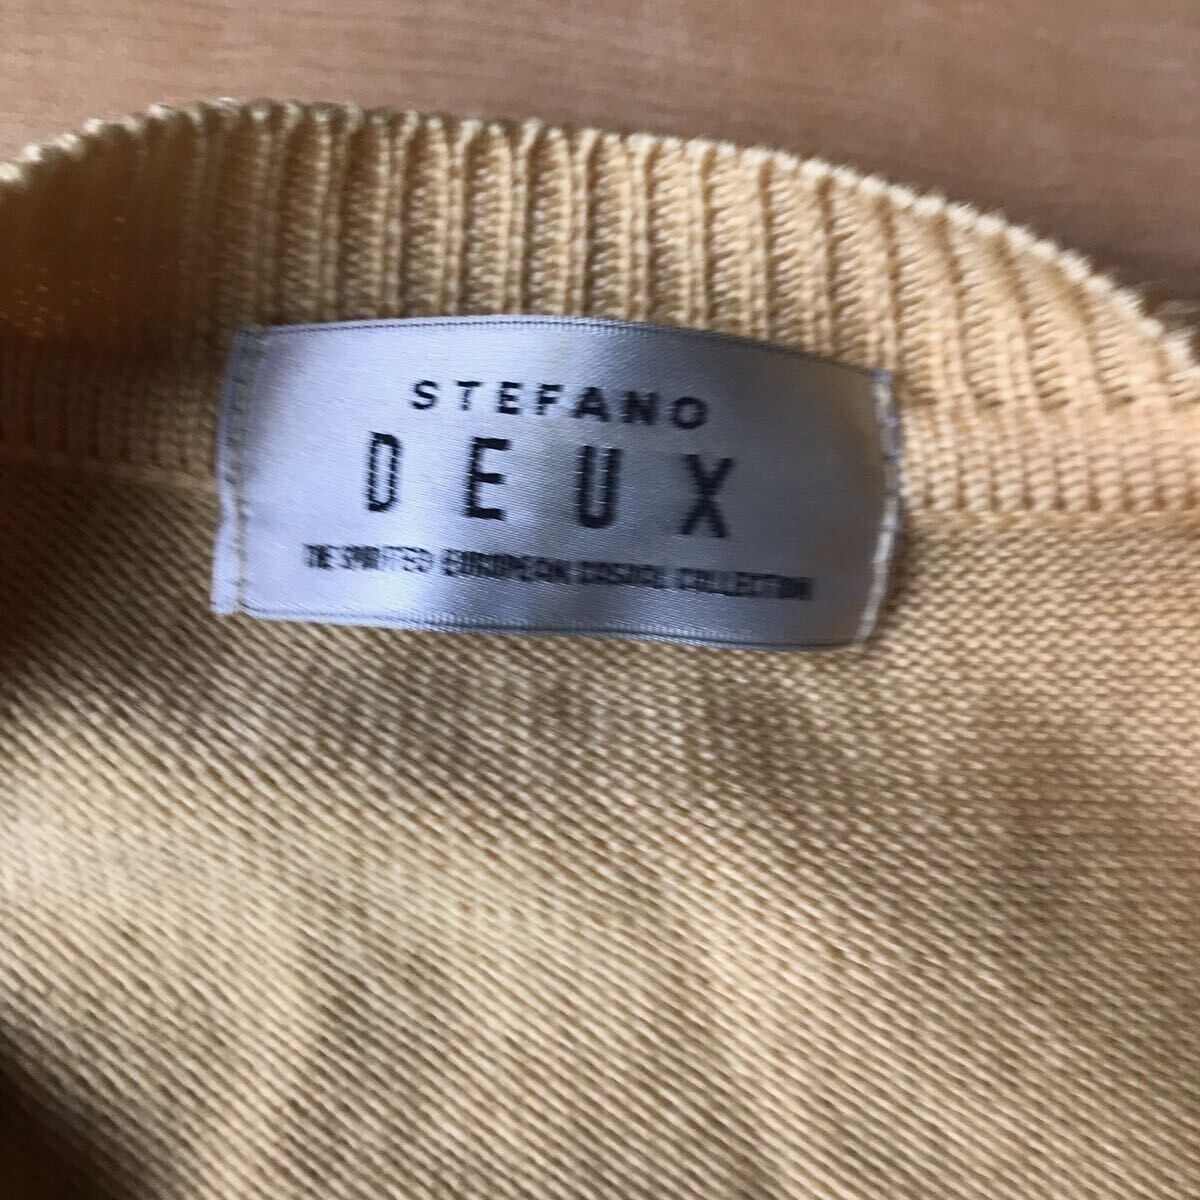 STEFANO
DEUX
THE SPIRITED EUROPEAN CASUAL COLLECTION